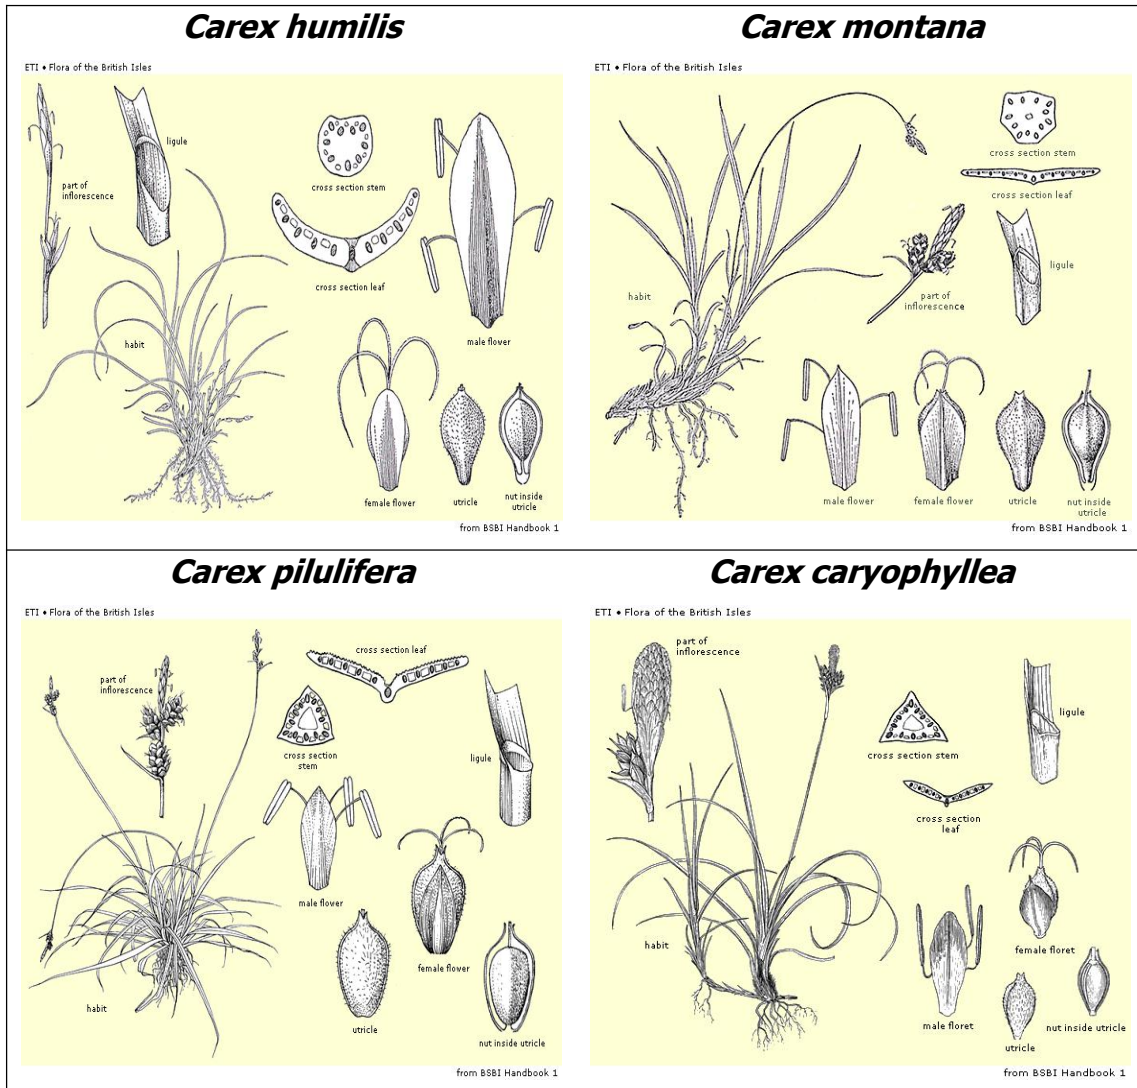 Carex humilis
ETI • Flora of the British Isles
part of
inflorescence
ligule
cross section stem
cross section leaf
male flower
habit
female flower
utricle
nut inside
utricle
from BSBI Handbook 1
Carex montana
ETI • Flora of the British Isles
cross section stem
cross section leaf
habit
part of
inflorescence
ligule
male flower
female flower
utricle
nut inside
utricle
from BSBI Handbook 1
Carex pilulifera
ETI • Flora of the British Isles
part of
inflorescence
cross section leaf
cross section
stem
ligule
male flower
female flower
habit
utricle
nut inside utricle
from BSBI Handbook 1
Carex caryophyllea
ETI • Flora of the British Isles
part of
inflorescence
ligule
cross section stem
cross section
leaf
habit
female floret
male floret
utricle
nut inside utricle
from BSBI Handbook 1